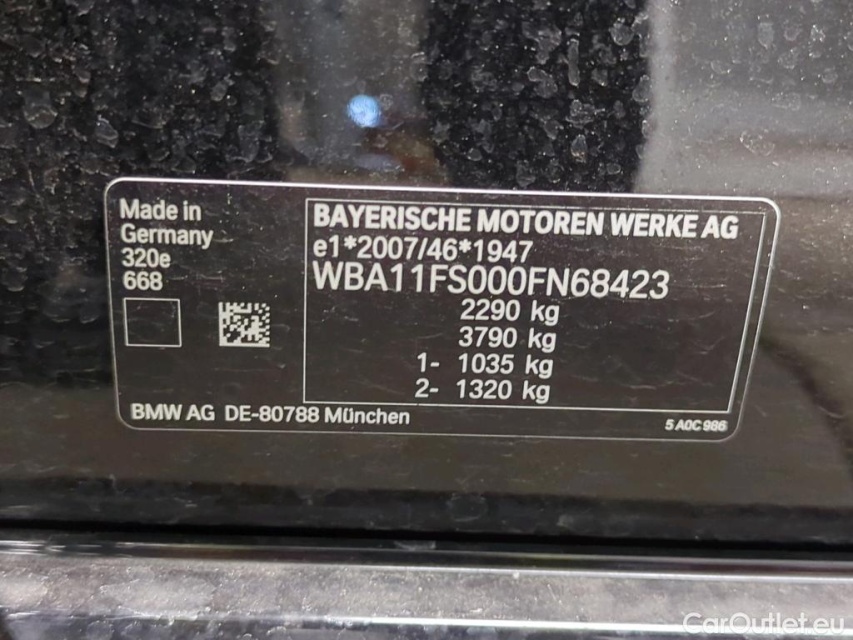 Made in
Germany
320e
668
BAYERISCHE MOTOREN WERKE AG
e1*2007/46*1947
WBA11FS000FN68423
2290 kg
3790 kg
1- 1035 kg
2- 1320 kg
BMW AG DE-80788 München
5 A0C 986
CarOutlet.eu